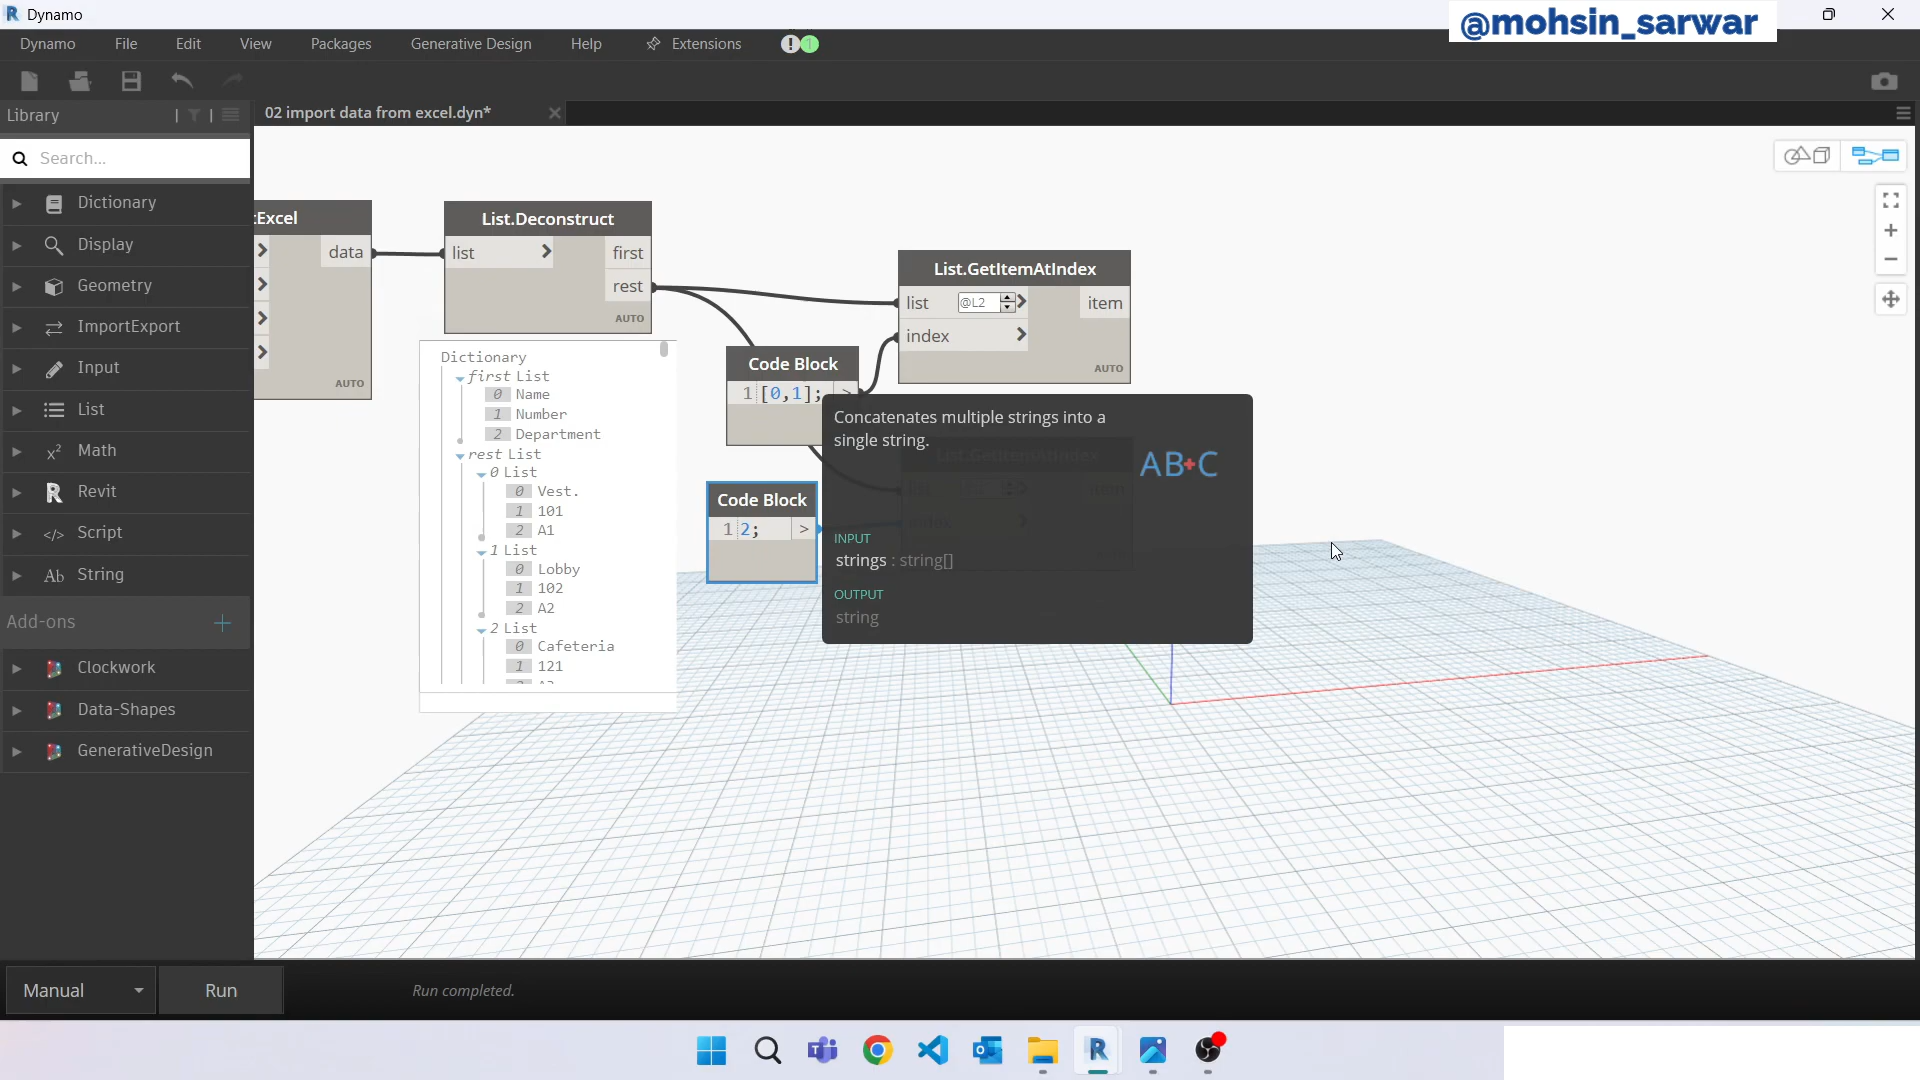 Dynamo
@mohsin_sarwar
Dynamo File Edit View Packages Generative Design Help Extensions ! 1
Library
02 import data from excel.dyn*
Search...
Dictionary
Display
Geometry
ImportExport
Input
List
Math
Revit
Script
String
Add-ons
Clockwork
Data-Shapes
GenerativeDesign
:Excel
data
AUTO
List.Deconstruct
list > first
rest
AUTO
Dictionary
first List
0 Name
1 Number
2 Department
rest List
0 List
0 Vest.
1 101
2 A1
1 List
0 Lobby
1 102
2 A2
2 List
0 Cafeteria
1 121
Code Block
1 [0,1]; >
Code Block
1 2; >
List.GetItemAtIndex
list @L2 > item
index >
AUTO
Concatenates multiple strings into a
single string.
List.GetItemAtIndex
AB+C
INPUT
strings : string[]
OUTPUT
string
Manual
Run
Run completed.